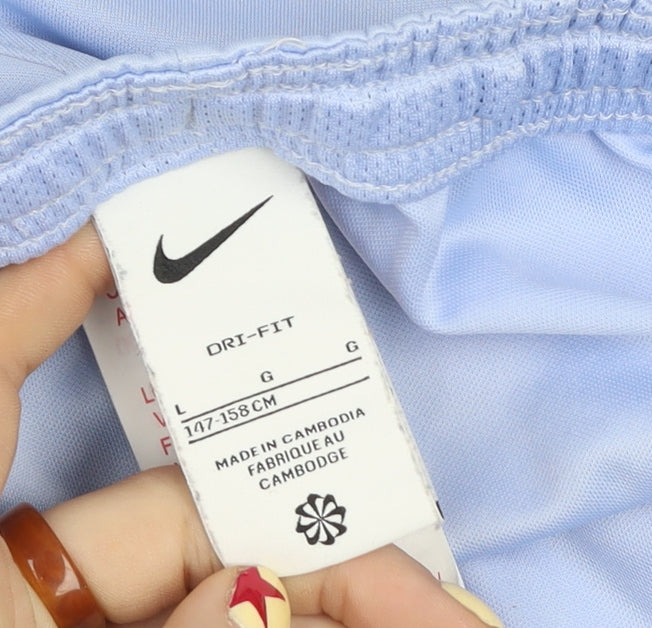 DRI-FIT
L G G
147-158CM
MADE IN CAMBODIA
FABRIQUE AU
CAMBODGE